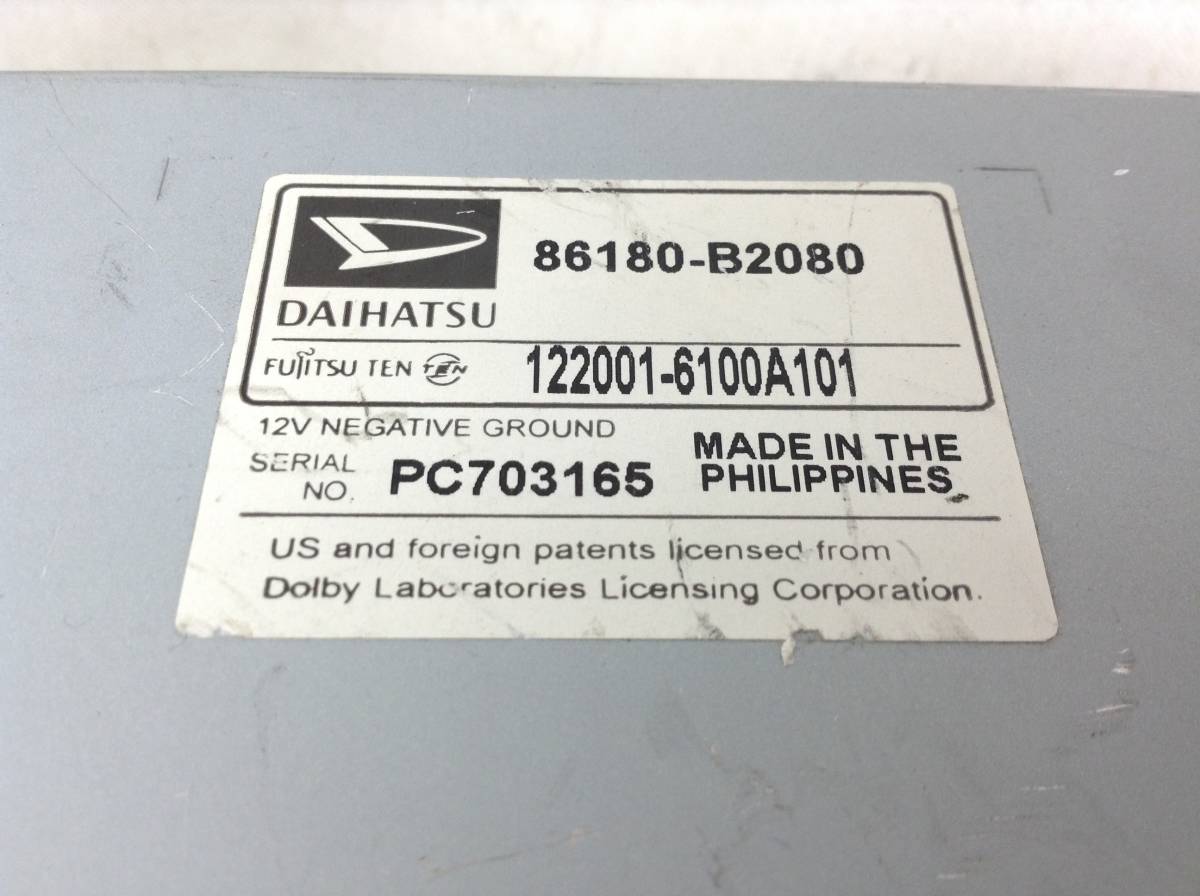 86180-B2080
DAIHATSU
FUJITSU TEN TEN 122001-6100A101
12V NEGATIVE GROUND
SERIAL NO. PC703165
MADE IN THE
PHILIPPINES
US and foreign patents licensed from
Dolby Laboratories Licensing Corporation.